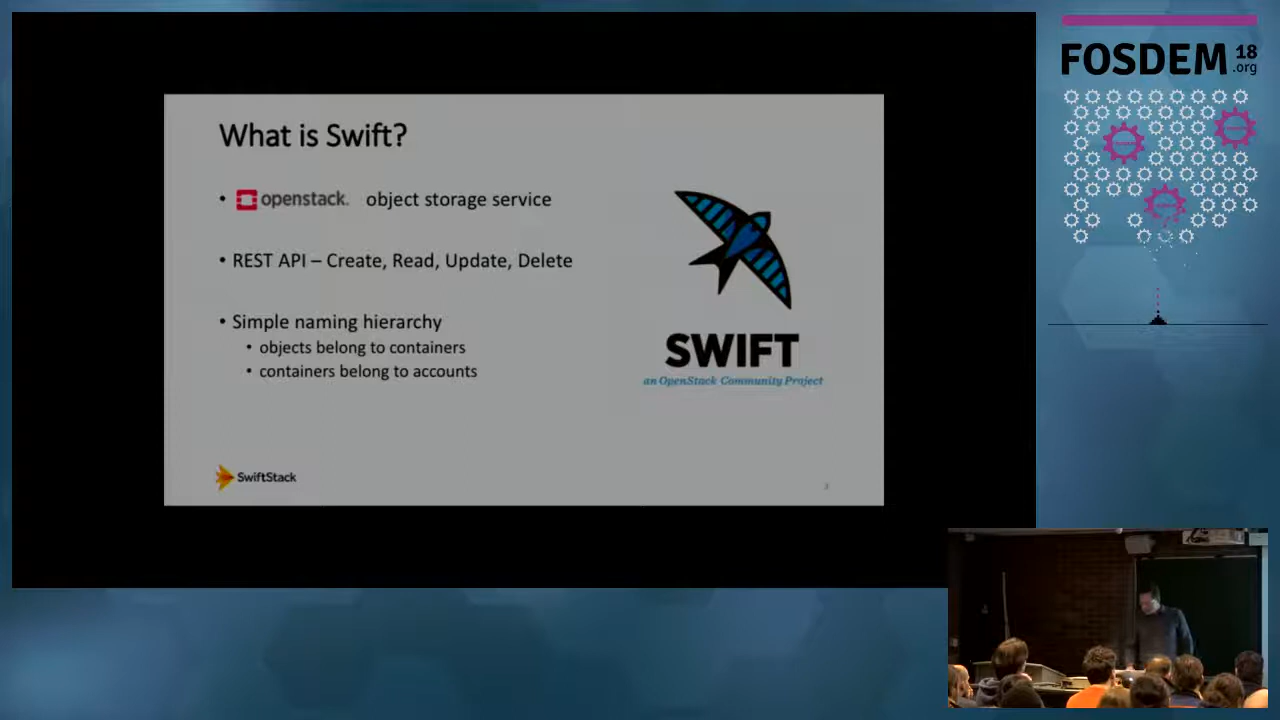 What is Swift?
• openstack. object storage service
• REST API – Create, Read, Update, Delete
• Simple naming hierarchy
• objects belong to containers
• containers belong to accounts
SWIFT
an OpenStack Community Project
SwiftStack
FOSDEM 18
.org